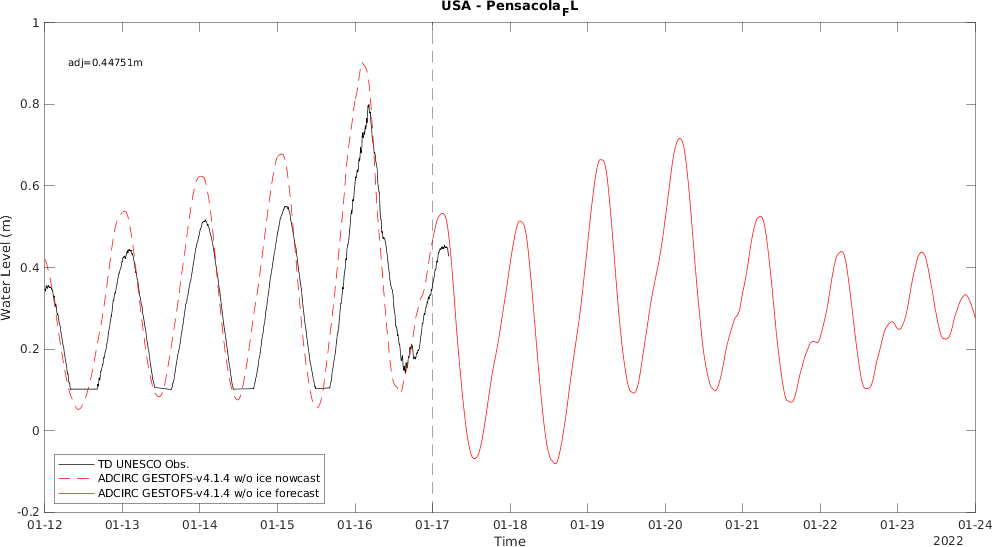 USA - Pensacola_FL
adj=0.44751m
1
0.8
0.6
0.4
0.2
0
-0.2
Water Level (m)
TD UNESCO Obs.
ADCIRC GESTOFS-v4.1.4 w/o ice nowcast
ADCIRC GESTOFS-v4.1.4 w/o ice forecast
01-12 01-13 01-14 01-15 01-16 01-17 01-18 01-19 01-20 01-21 01-22 01-23 01-24
Time
2022